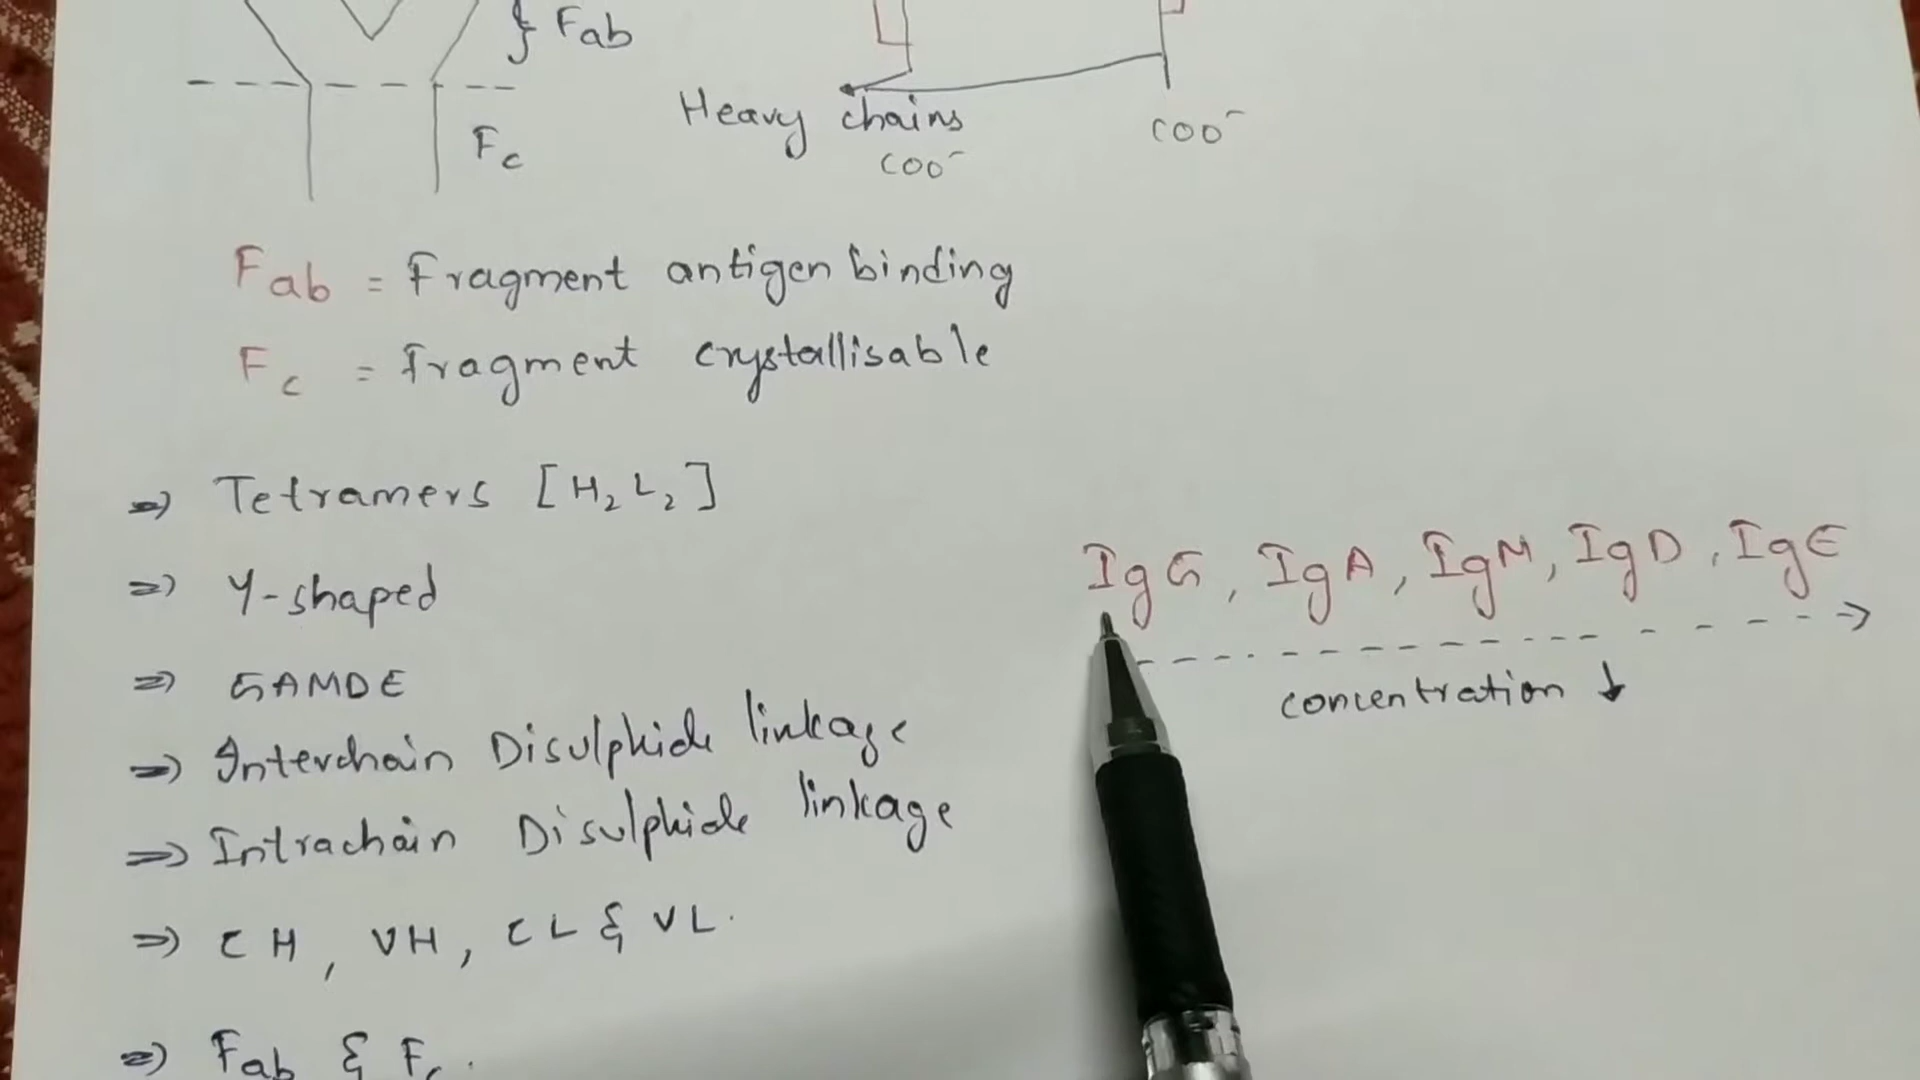 } Fab
Fc
Heavy chains
COO⁻
COO⁻
Fab = Fragment antigen binding
Fc = Fragment crystallisable
=> Tetramers [H₂L₂]
=> Y-shaped
=> GAMDE
=> Interchain Disulphide linkage
=> Intrachain Disulphide linkage
=> CH, VH, CL & VL.
=> Fab & Fc.
IgG, IgA, IgM, IgD, IgE
concentration ↓